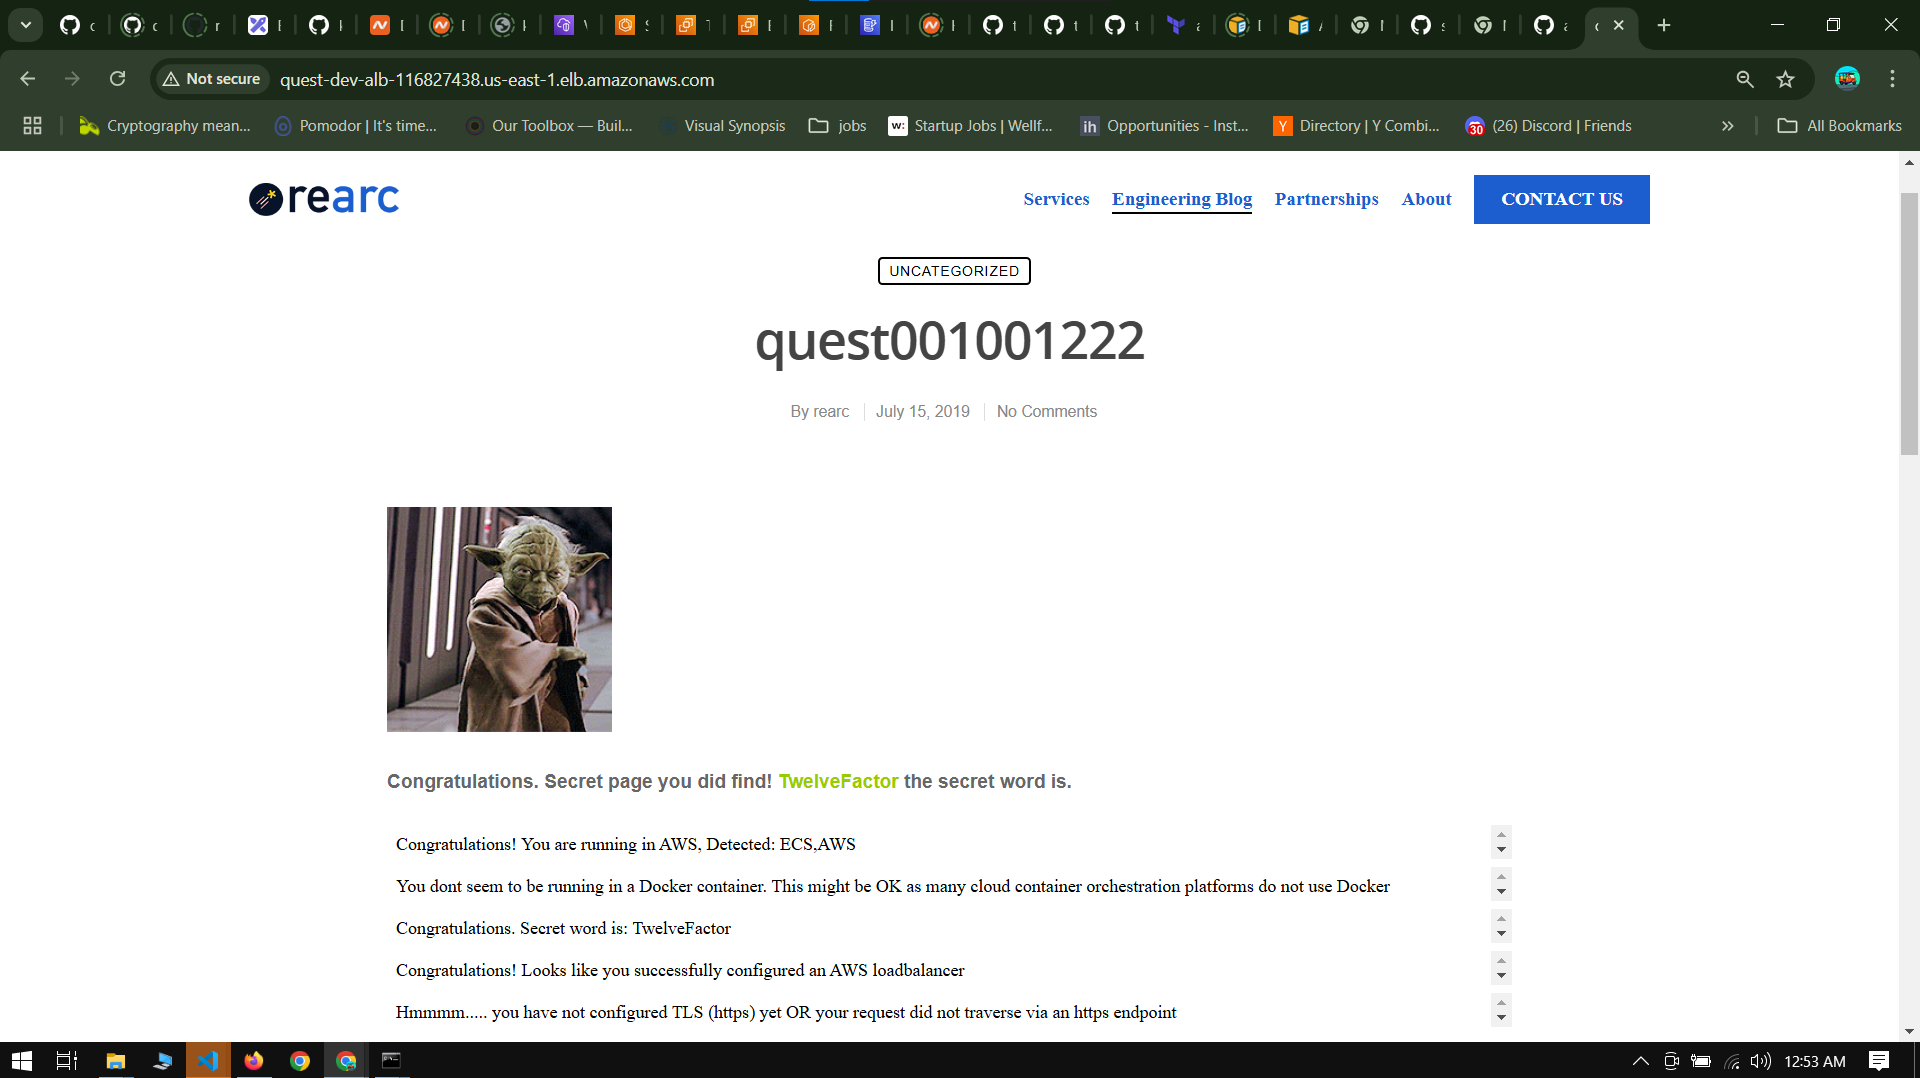 Not secure
quest-dev-alb-116827438.us-east-1.elb.amazonaws.com
Cryptography mean...
Pomodor | It's time...
Our Toolbox — Buil...
Visual Synopsis
jobs
w:
Startup Jobs | Wellf...
ih
Opportunities - Inst...
Y
Directory | Y Combi...
30
(26) Discord | Friends
»
All Bookmarks
rearc
Services
Engineering Blog
Partnerships
About
CONTACT US
UNCATEGORIZED
quest001001222
By rearc
July 15, 2019
No Comments
Congratulations. Secret page you did find! TwelveFactor the secret word is.
Congratulations! You are running in AWS, Detected: ECS,AWS
You dont seem to be running in a Docker container. This might be OK as many cloud container orchestration platforms do not use Docker
Congratulations. Secret word is: TwelveFactor
Congratulations! Looks like you successfully configured an AWS loadbalancer
Hmmmm..... you have not configured TLS (https) yet OR your request did not traverse via an https endpoint
12:53 AM